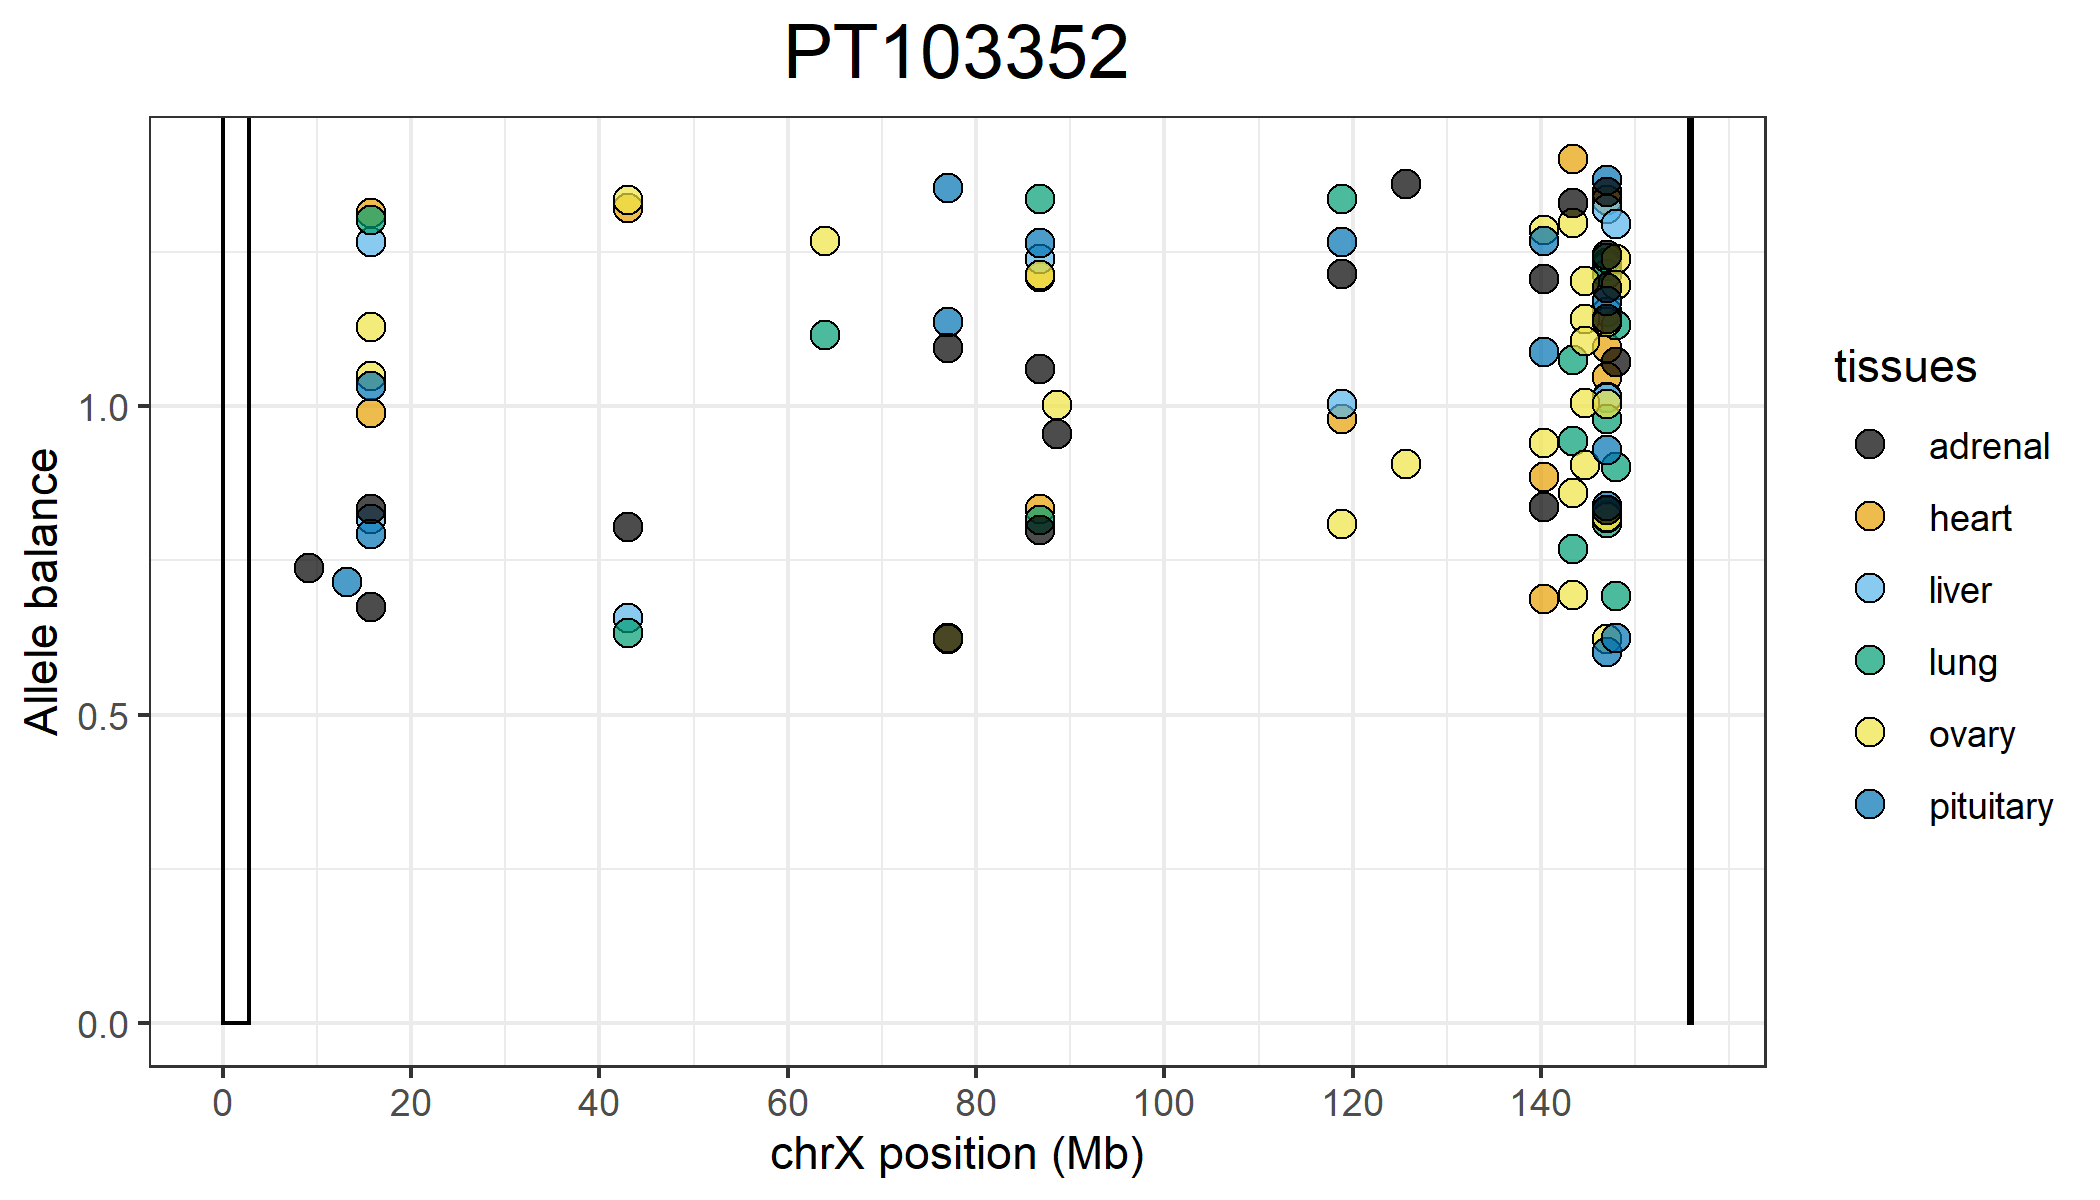 PT103352
Allele balance
1.0
0.5
0.0
0 20 40 60 80 100 120 140
chrX position (Mb)
tissues
adrenal
heart
liver
lung
ovary
pituitary